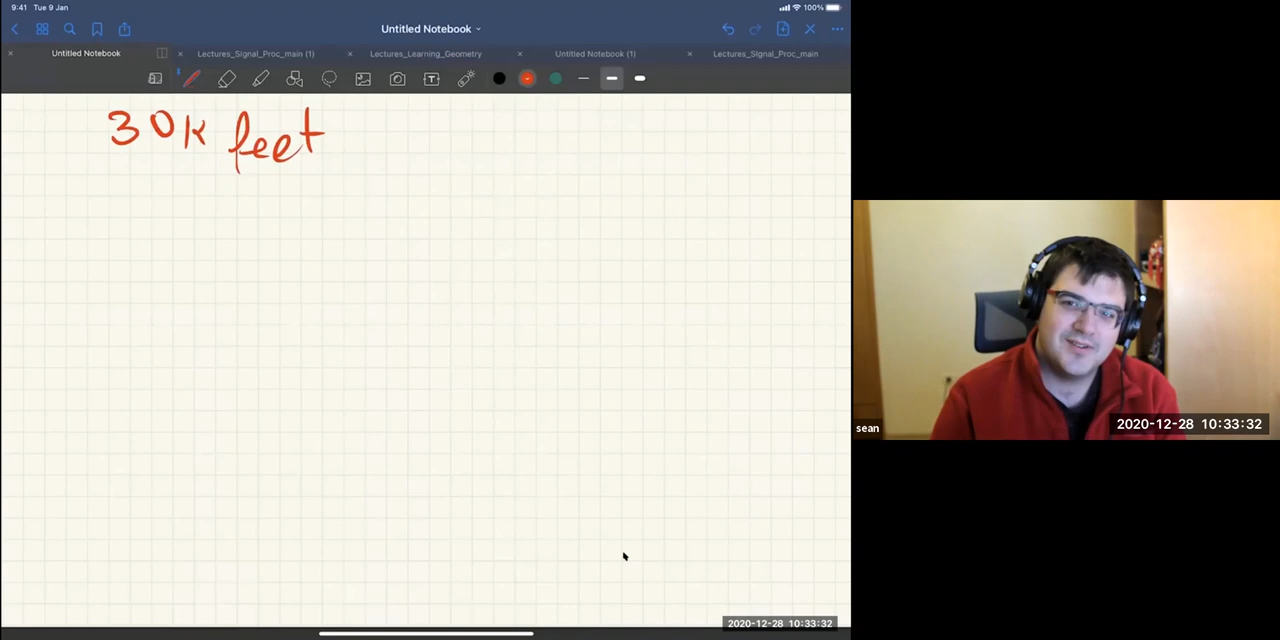 9:41 Tue 9 Jan
100%
Untitled Notebook
Untitled Notebook
Lectures_Signal_Proc_main (1)
Lectures_Learning_Geometry
Untitled Notebook (1)
Lectures_SIgnal_Proc_main
T
30k feet
sean
2020-12-28 10:33:32
2020-12-28 10:33:32